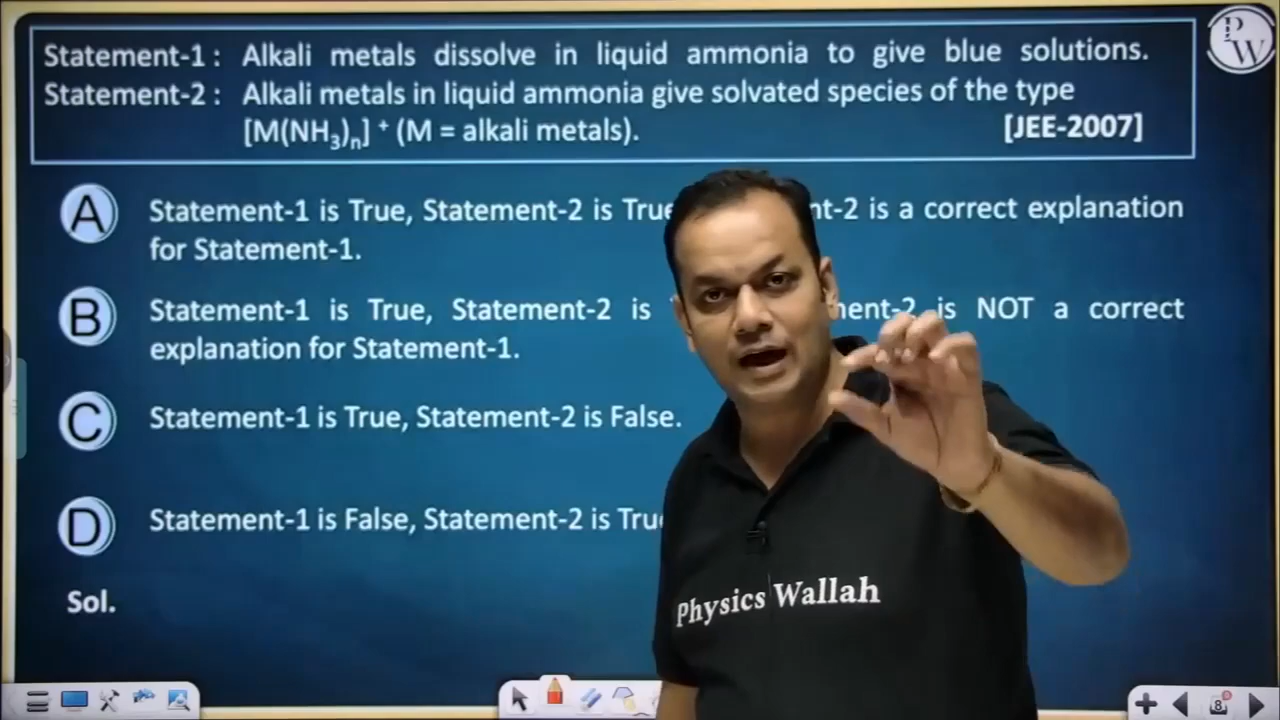 Statement-1 : Alkali metals dissolve in liquid ammonia to give blue solutions.
Statement-2 : Alkali metals in liquid ammonia give solvated species of the type
[M(NH₃)ₙ] ⁺ (M = alkali metals). [JEE-2007]
P
W
A Statement-1 is True, Statement-2 is True nt-2 is a correct explanation
for Statement-1.
B Statement-1 is True, Statement-2 is ment-2 is NOT a correct
explanation for Statement-1.
C Statement-1 is True, Statement-2 is False.
D Statement-1 is False, Statement-2 is True
Sol.
Physics Wallah
8